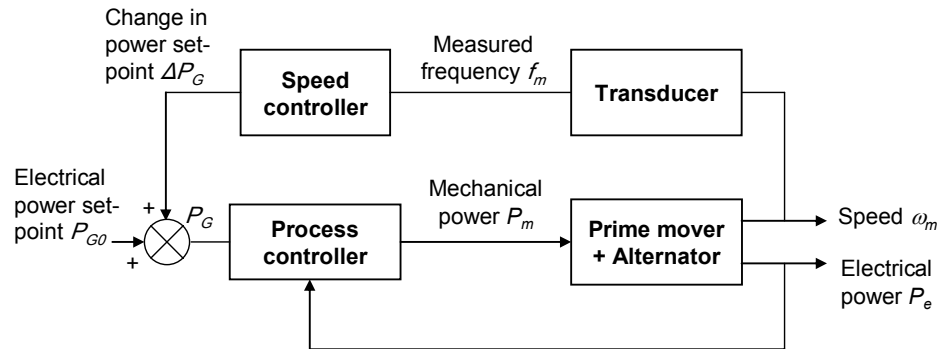 Change in
power set-
point ΔP_G
Speed
controller
Measured
frequency f_m
Transducer
Electrical
power set-
point P_G0
+
+
P_G
Process
controller
Mechanical
power P_m
Prime mover
+ Alternator
Speed ω_m
Electrical
power P_e